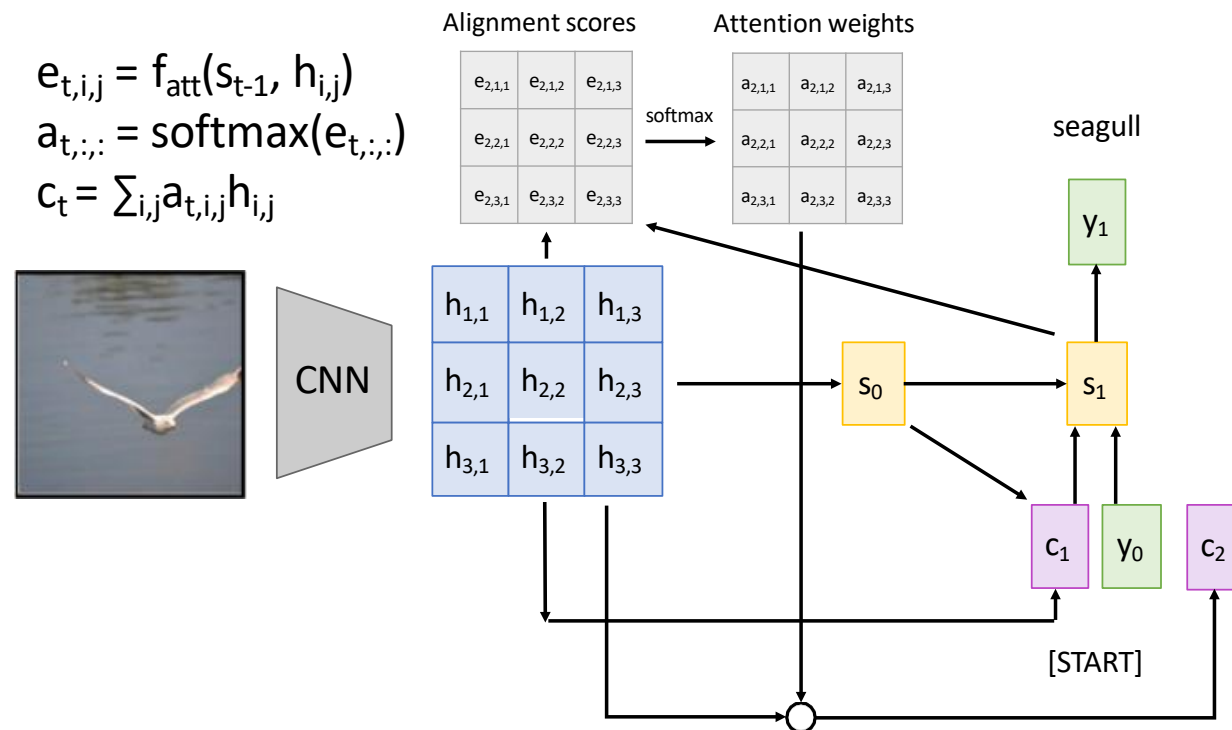 Alignment scores
Attention weights
e_{t,i,j} = f_{att}(s_{t-1}, h_{i,j})
a_{t,:,:} = softmax(e_{t,:,:})
c_t = ∑_{i,j}a_{t,i,j}h_{i,j}
e_{2,1,1} e_{2,1,2} e_{2,1,3}
e_{2,2,1} e_{2,2,2} e_{2,2,3}
e_{2,3,1} e_{2,3,2} e_{2,3,3}
softmax
a_{2,1,1} a_{2,1,2} a_{2,1,3}
a_{2,2,1} a_{2,2,2} a_{2,2,3}
a_{2,3,1} a_{2,3,2} a_{2,3,3}
seagull
y_1
CNN
h_{1,1} h_{1,2} h_{1,3}
h_{2,1} h_{2,2} h_{2,3}
h_{3,1} h_{3,2} h_{3,3}
s_0
s_1
c_1
y_0
c_2
[START]